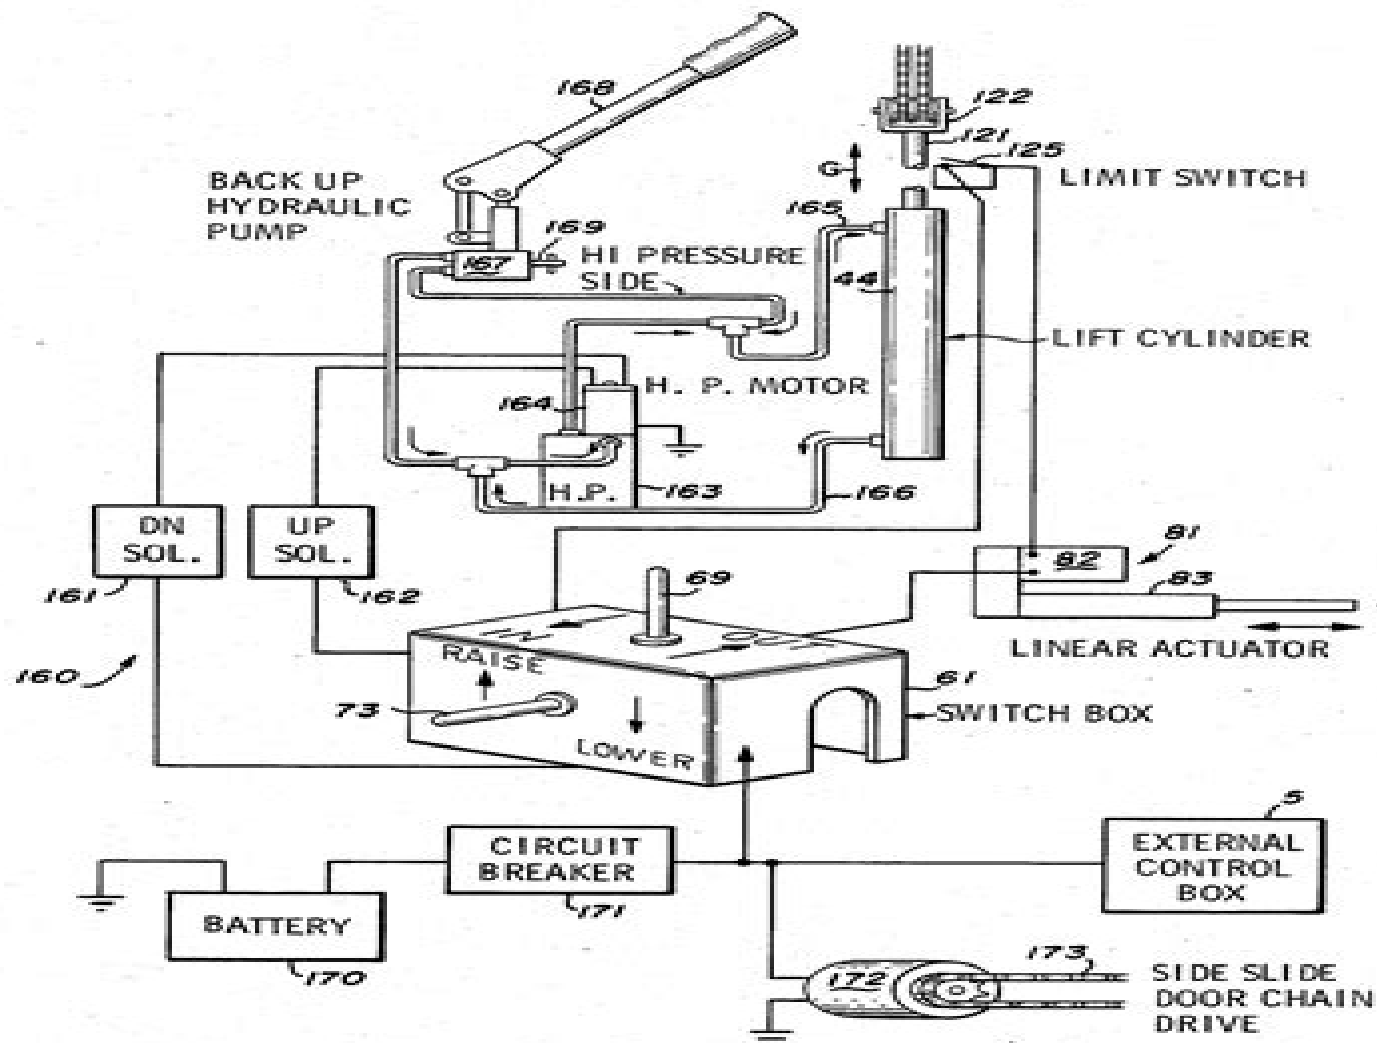 168
122
121
125
BACK UP
HYDRAULIC
PUMP
G
LIMIT SWITCH
165
169
167
HI PRESSURE
SIDE
44
LIFT CYLINDER
H. P. MOTOR
164
H.P.
163
166
DN
SOL.
UP
SOL.
161
162
81
82
83
69
IN
OUT
LINEAR ACTUATOR
RAISE
160
61
73
SWITCH BOX
LOWER
5
CIRCUIT
BREAKER
EXTERNAL
CONTROL
BOX
171
BATTERY
170
173
172
SIDE SLIDE
DOOR CHAIN
DRIVE